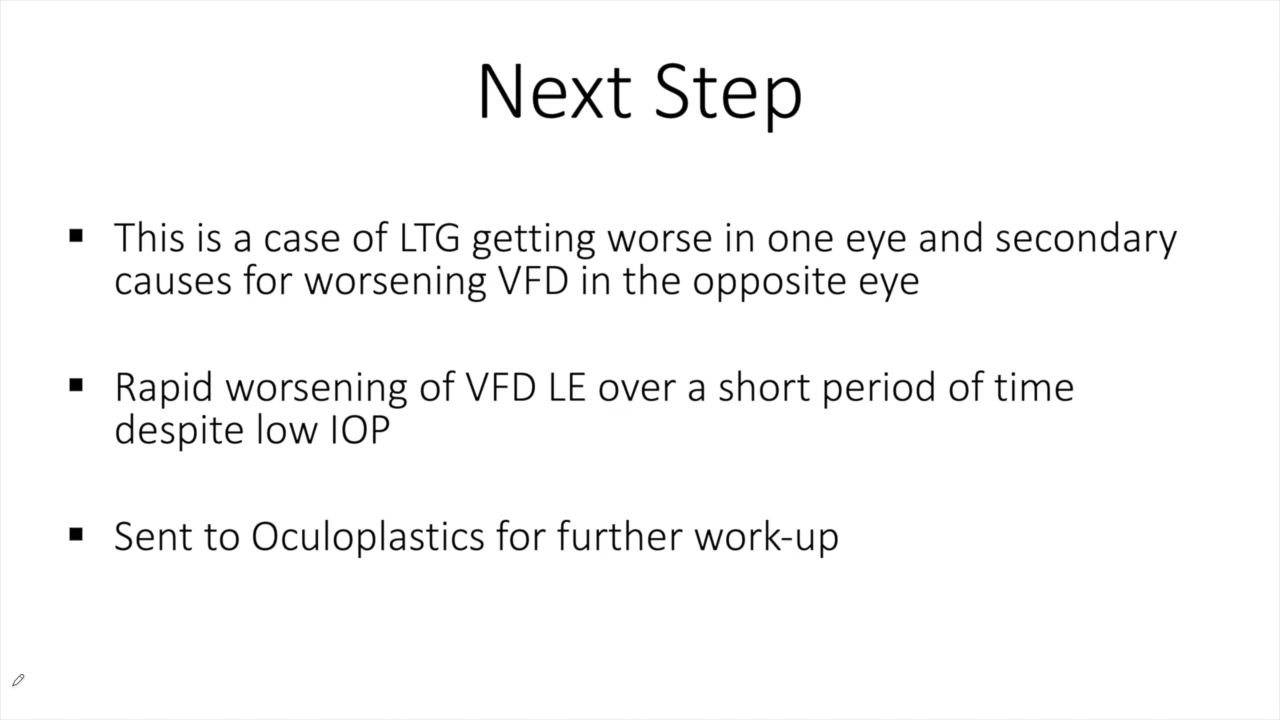 Next Step
▪ This is a case of LTG getting worse in one eye and secondary
causes for worsening VFD in the opposite eye
▪ Rapid worsening of VFD LE over a short period of time
despite low IOP
▪ Sent to Oculoplastics for further work-up